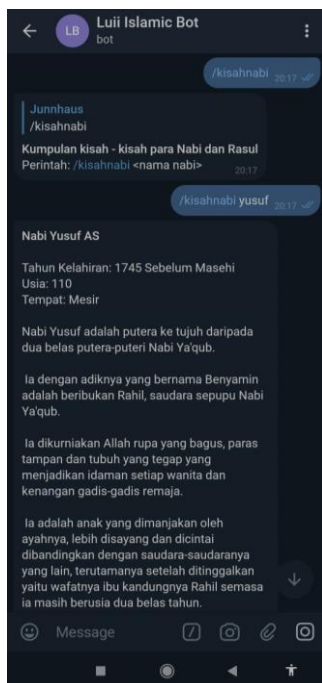 LB
Luii Islamic Bot
bot
/kisahnabi 20:17
Junnhaus
/kisahnabi
Kumpulan kisah - kisah para Nabi dan Rasul
Perintah: /kisahnabi <nama nabi>
20:17
/kisahnabi yusuf 20:17
Nabi Yusuf AS
Tahun Kelahiran: 1745 Sebelum Masehi
Usia: 110
Tempat: Mesir
Nabi Yusuf adalah putera ke tujuh daripada
dua belas putera-puteri Nabi Ya'qub.
Ia dengan adiknya yang bernama Benyamin
adalah beribukan Rahil, saudara sepupu Nabi
Ya'qub.
Ia dikurniakan Allah rupa yang bagus, paras
tampan dan tubuh yang tegap yang
menjadikan idaman setiap wanita dan
kenangan gadis-gadis remaja.
Ia adalah anak yang dimanjakan oleh
ayahnya, lebih disayang dan dicintai
dibandingkan dengan saudara-saudaranya
yang lain, terutamanya setelah ditinggalkan
yaitu wafatnya ibu kandungnya Rahil semasa
ia masih berusia dua belas tahun.
Message